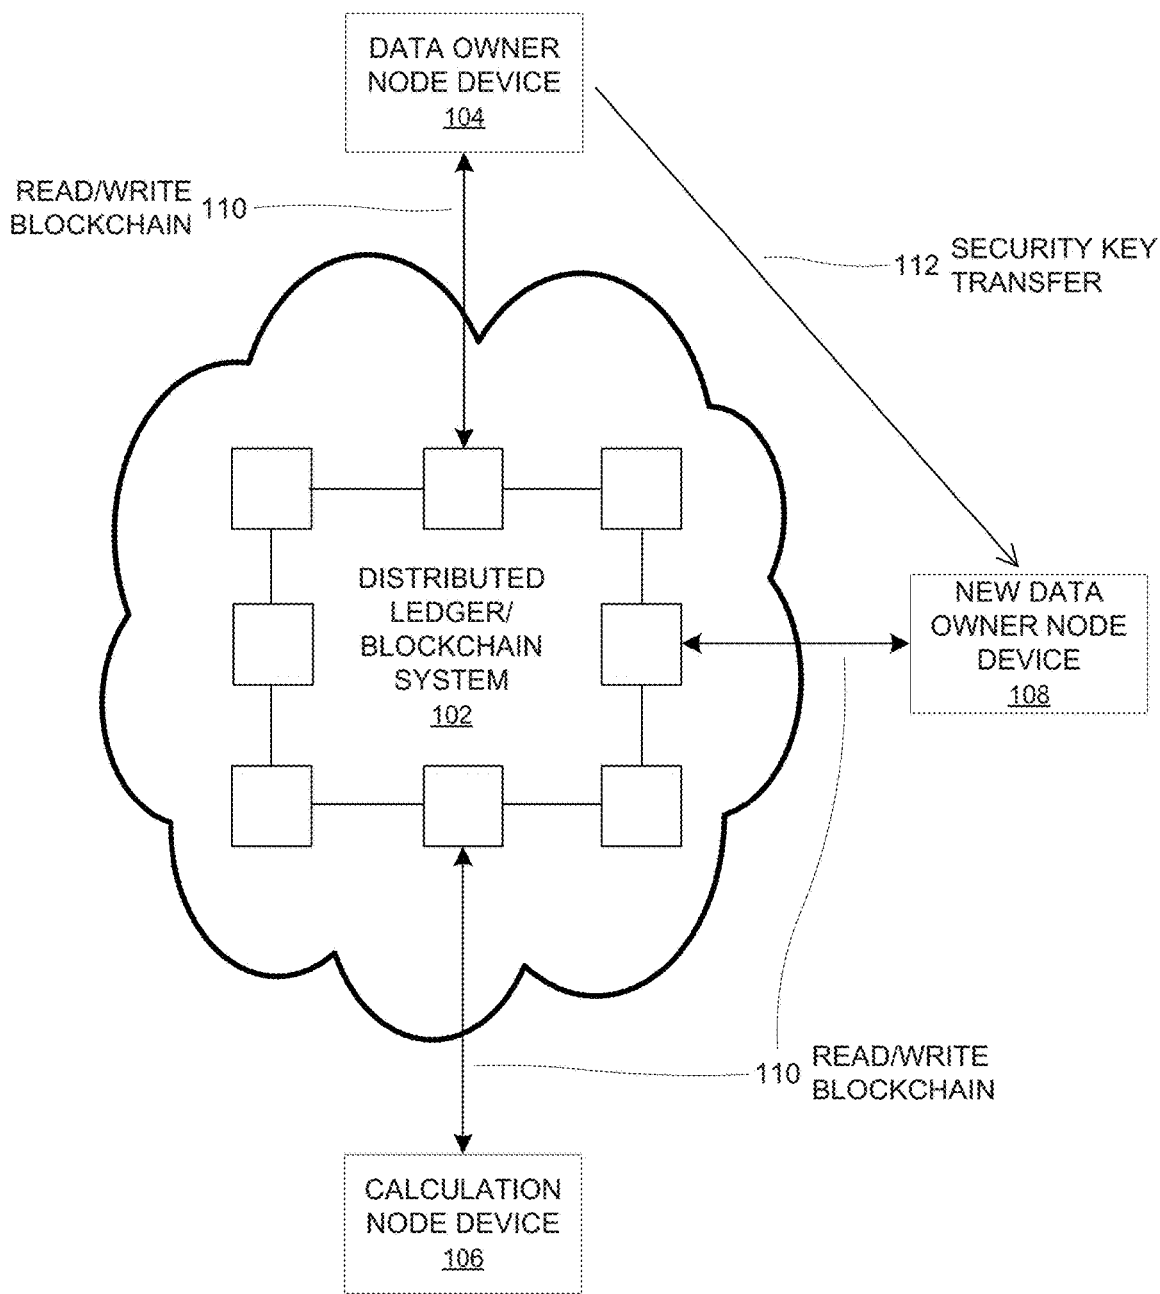 DATA OWNER
NODE DEVICE
104
READ/WRITE
BLOCKCHAIN
110
112
SECURITY KEY
TRANSFER
DISTRIBUTED
LEDGER/
BLOCKCHAIN
SYSTEM
102
NEW DATA
OWNER NODE
DEVICE
108
110
READ/WRITE
BLOCKCHAIN
CALCULATION
NODE DEVICE
106